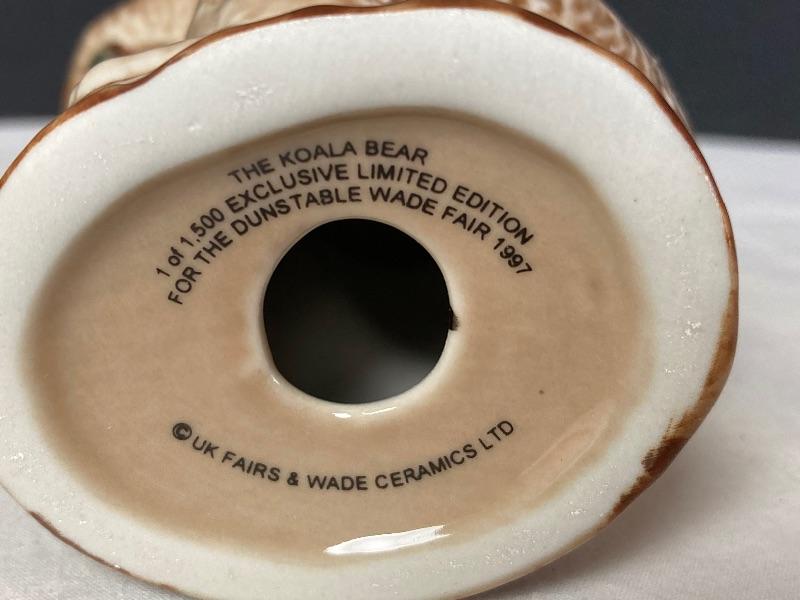 THE KOALA BEAR
1 of 1,500 EXCLUSIVE LIMITED EDITION
FOR THE DUNSTABLE WADE FAIR 1997
© UK FAIRS & WADE CERAMICS LTD